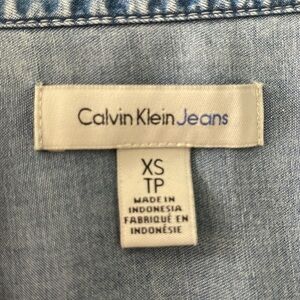 Calvin Klein Jeans
XS
TP
MADE IN
INDONESIA
FABRIQUÉ EN
INDONÉSIE